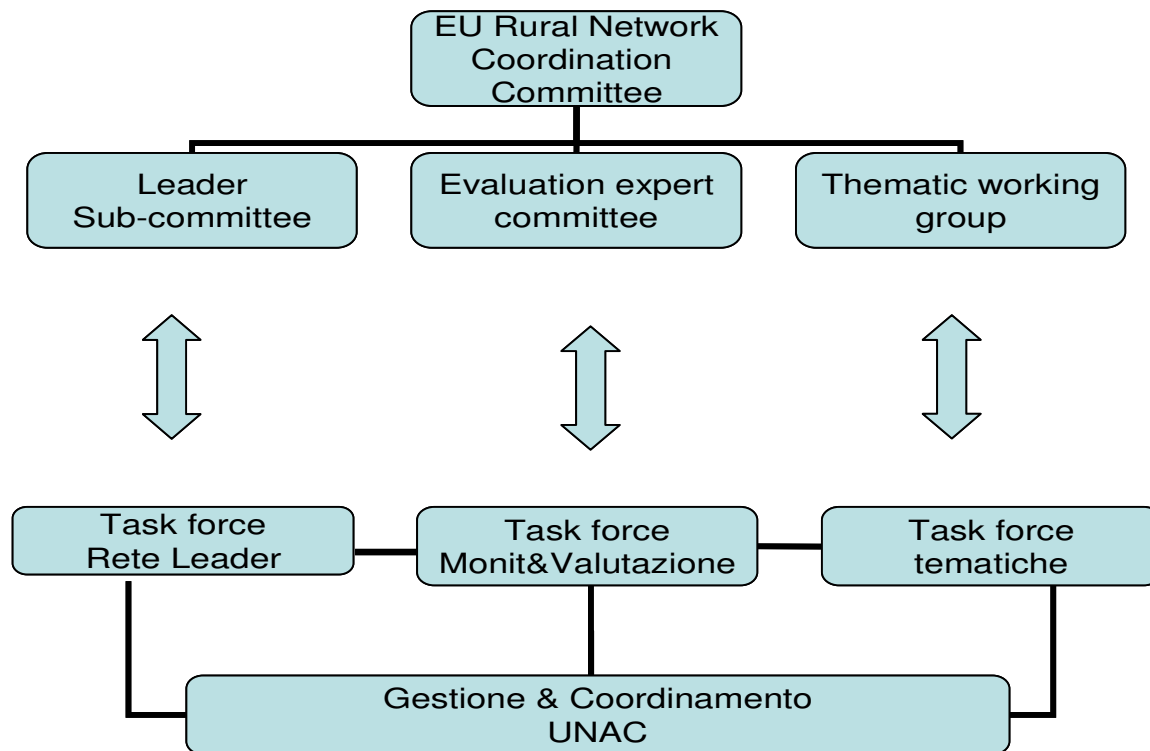 EU Rural Network
Coordination
Committee
Leader
Sub-committee
Evaluation expert
committee
Thematic working
group
Task force
Rete Leader
Task force
Monit&Valutazione
Task force
tematiche
Gestione & Coordinamento
UNAC